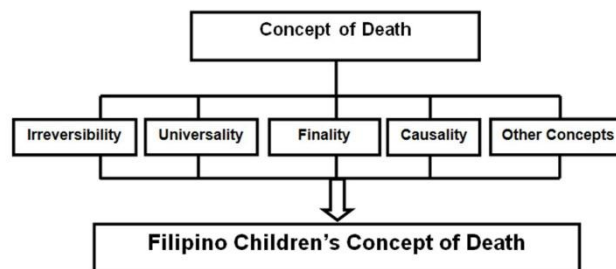 Concept of Death
Irreversibility
Universality
Finality
Causality
Other Concepts
Filipino Children's Concept of Death